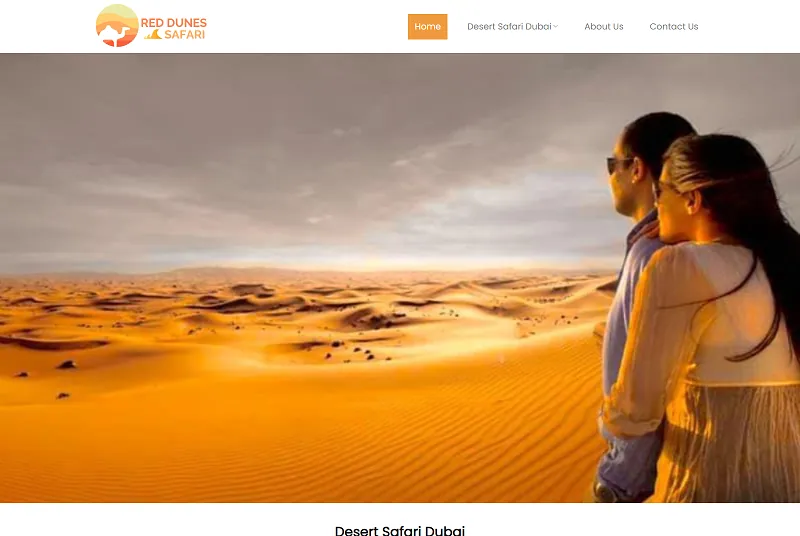 RED DUNES
SAFARI
Home
Desert Safari Dubai
About Us
Contact Us
Desert Safari Dubai